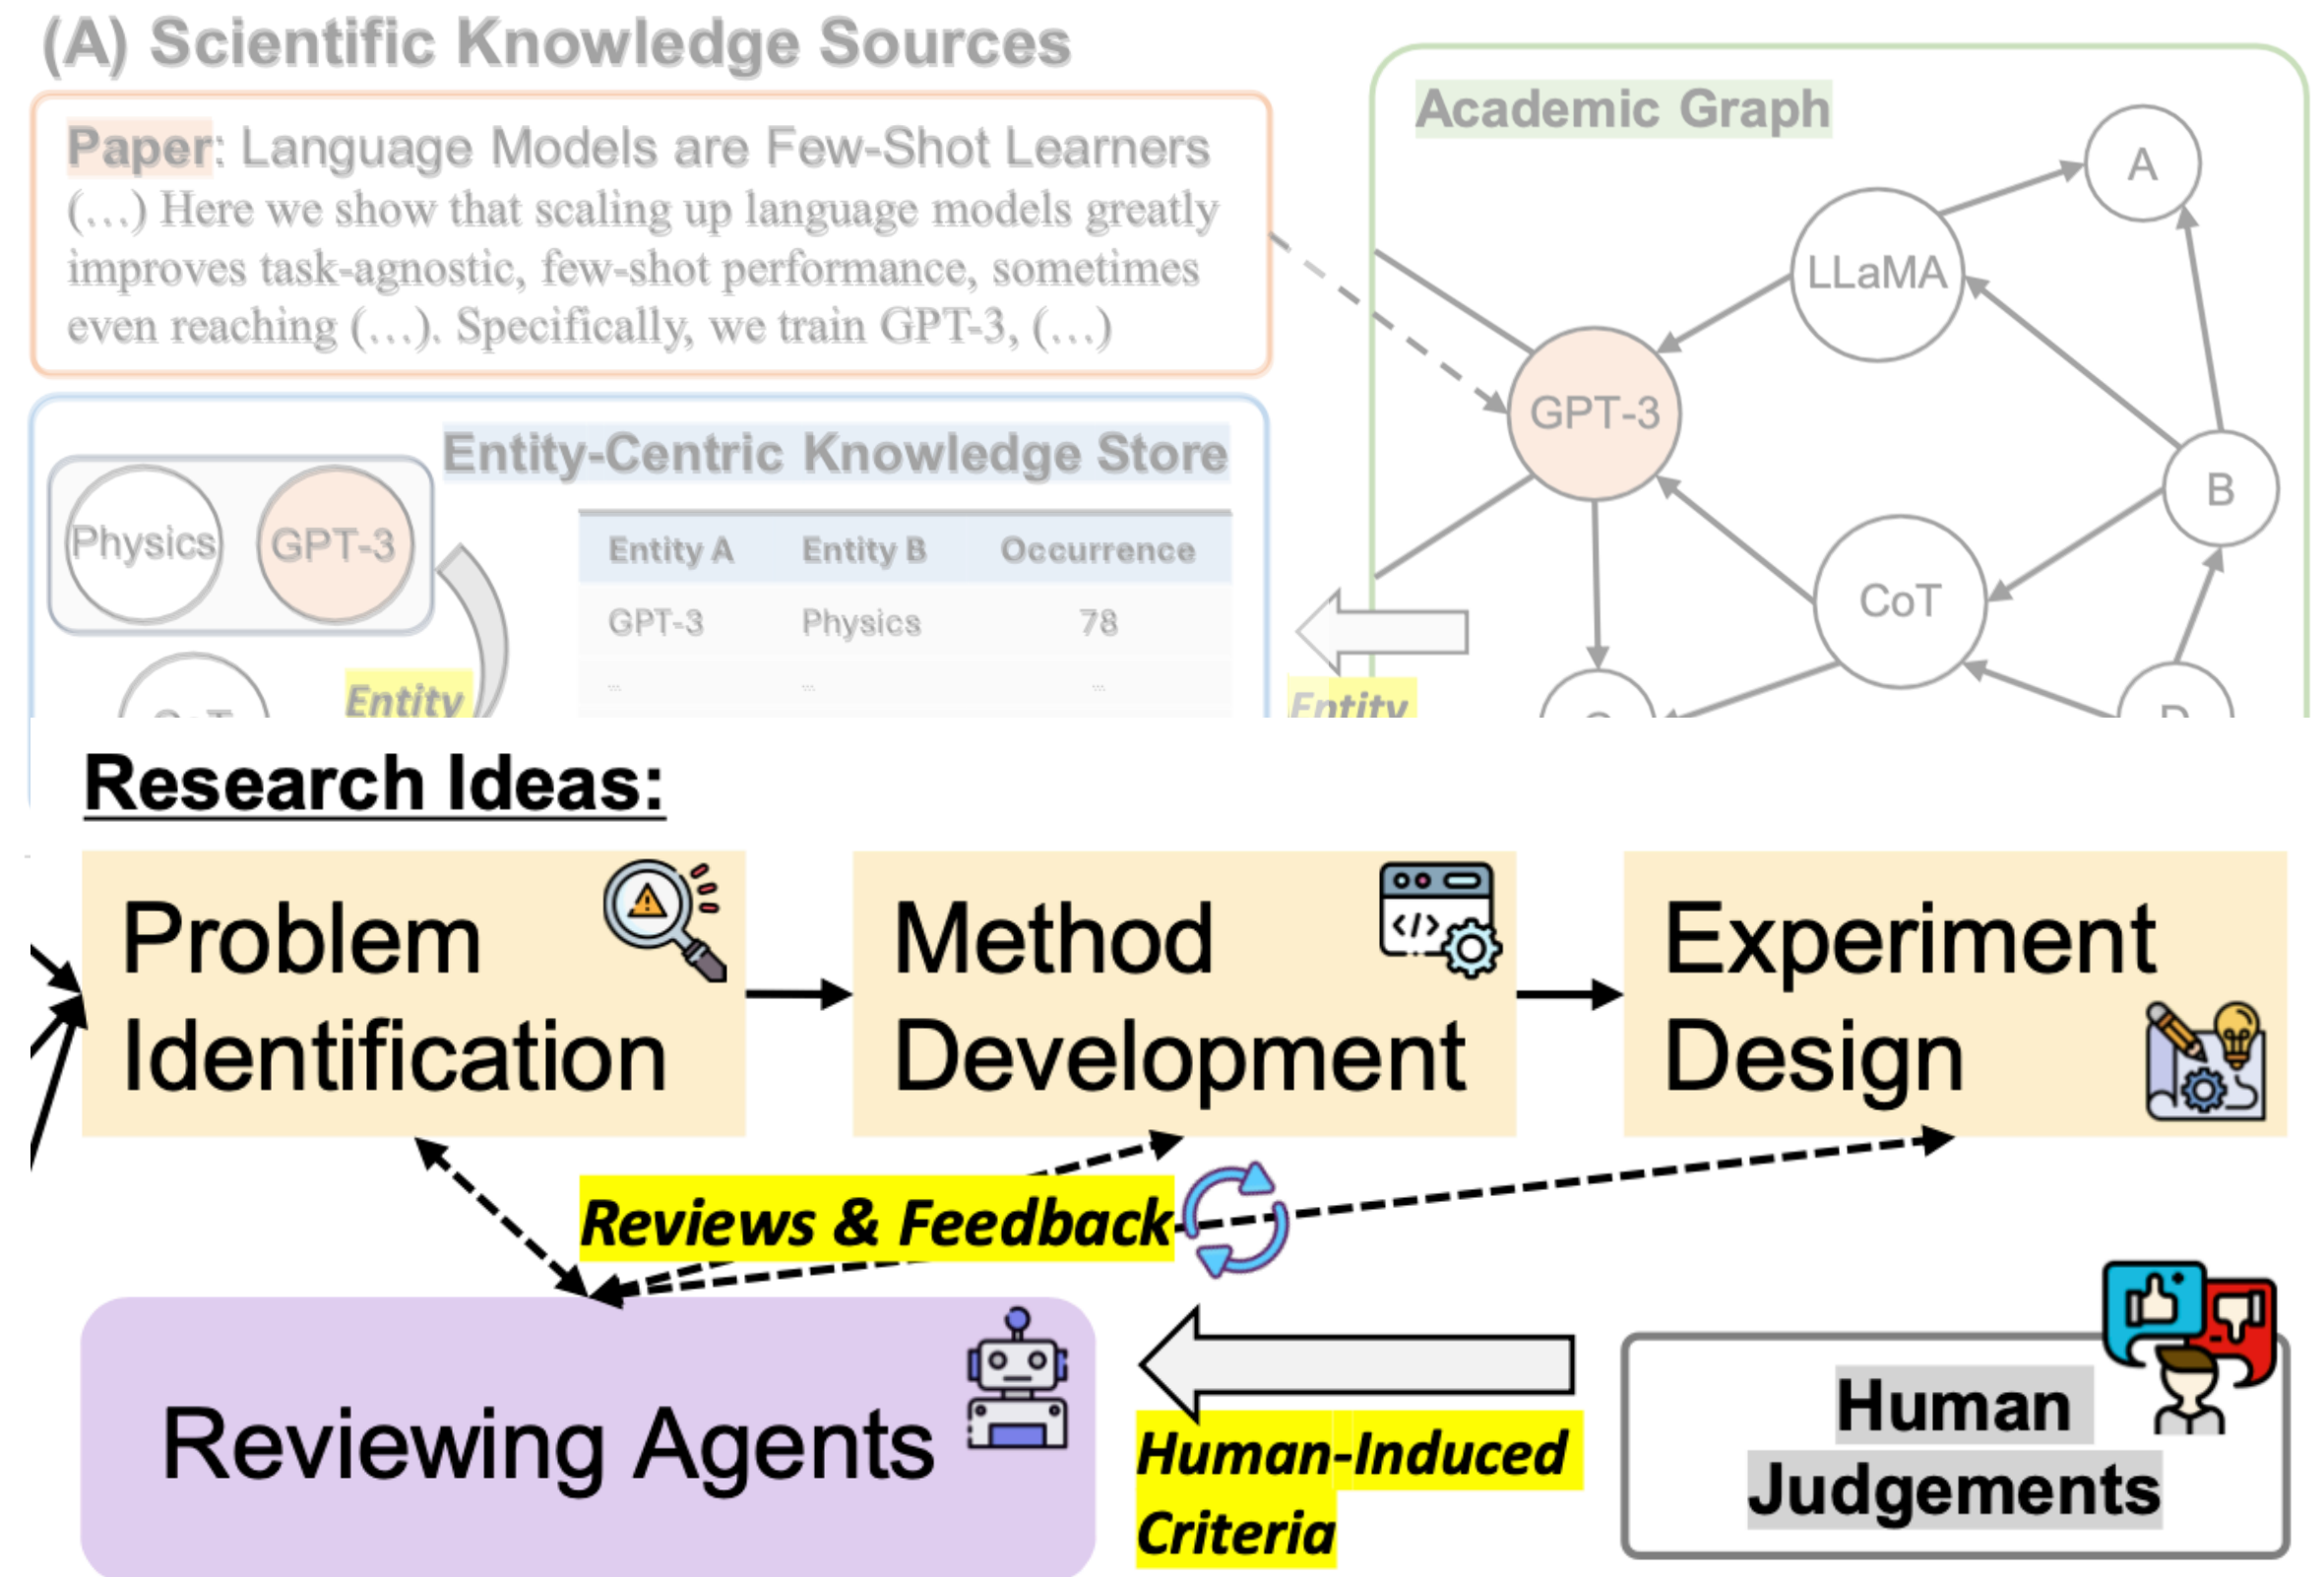 (A) Scientific Knowledge Sources
Paper: Language Models are Few-Shot Learners
(…) Here we show that scaling up language models greatly
improves task-agnostic, few-shot performance, sometimes
even reaching (…). Specifically, we train GPT-3, (…)
Academic Graph
A
LLaMA
GPT-3
B
CoT
Entity-Centric Knowledge Store
Physics
GPT-3
Entity A Entity B Occurrence
GPT-3 Physics 78
... ... ...
Entity
Entity
Research Ideas:
Problem
Identification
Method
Development
Experiment
Design
Reviews & Feedback
Reviewing Agents
Human-Induced
Criteria
Human
Judgements